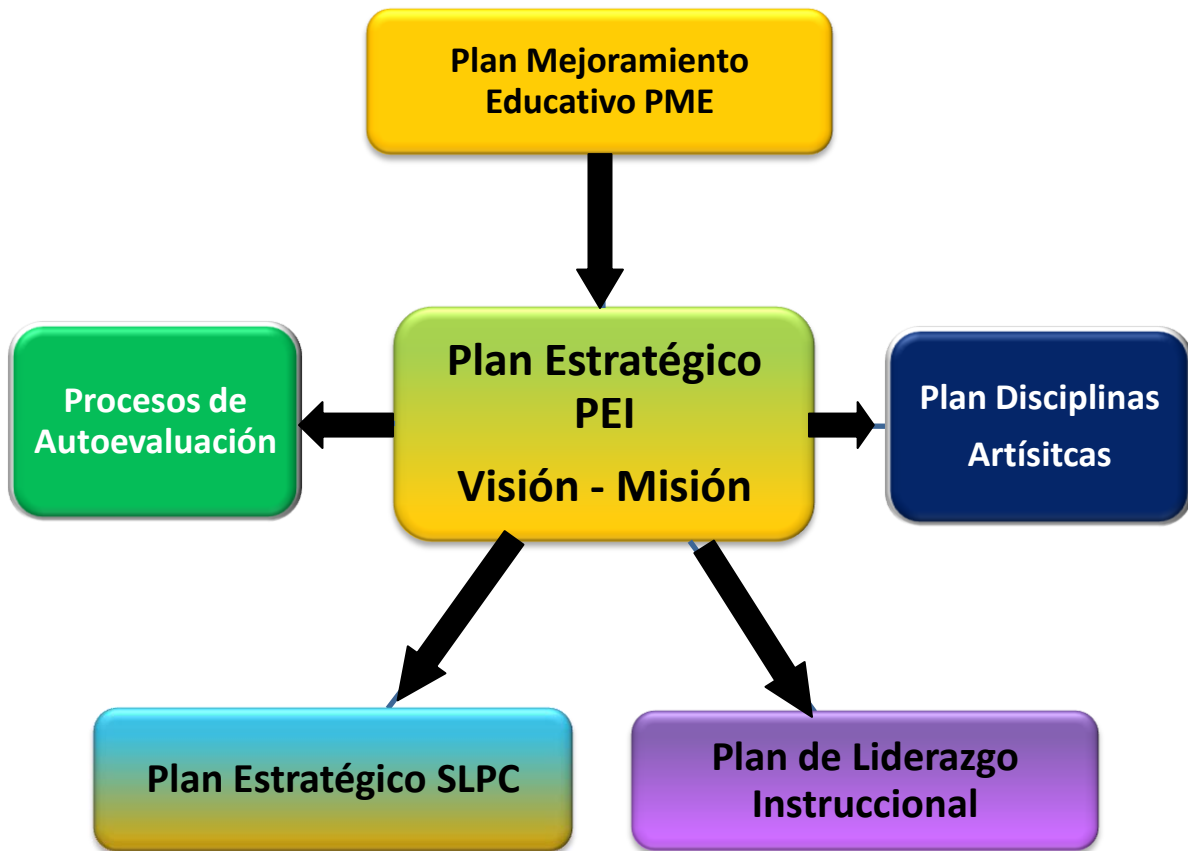 Plan Mejoramiento
Educativo PME
Procesos de
Autoevaluación
Plan Estratégico
PEI
Visión - Misión
Plan Disciplinas
Artísitcas
Plan Estratégico SLPC
Plan de Liderazgo
Instruccional